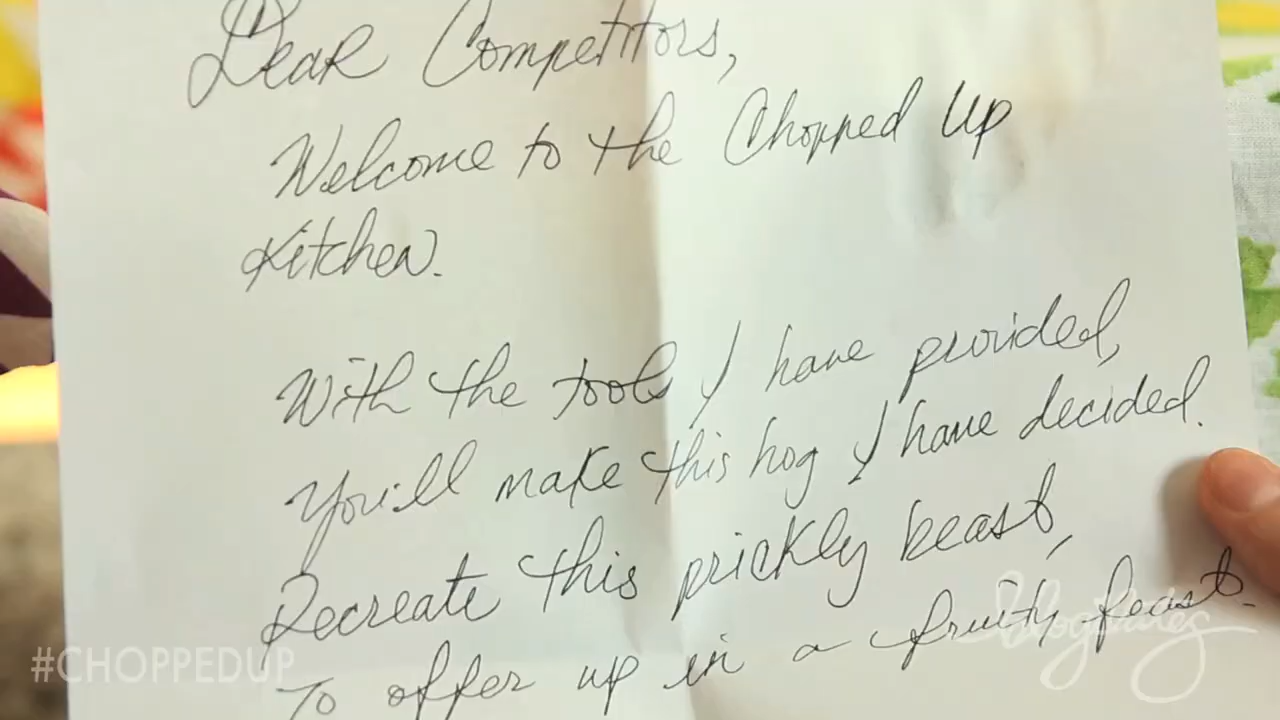 Dear Competitors,
Welcome to the Chopped Up
Kitchen.
With the tools I have provided,
You'll make this hog I have decided.
Recreate this prickly beast,
To offer up in a fruity feast.
#CHOPPEDUP